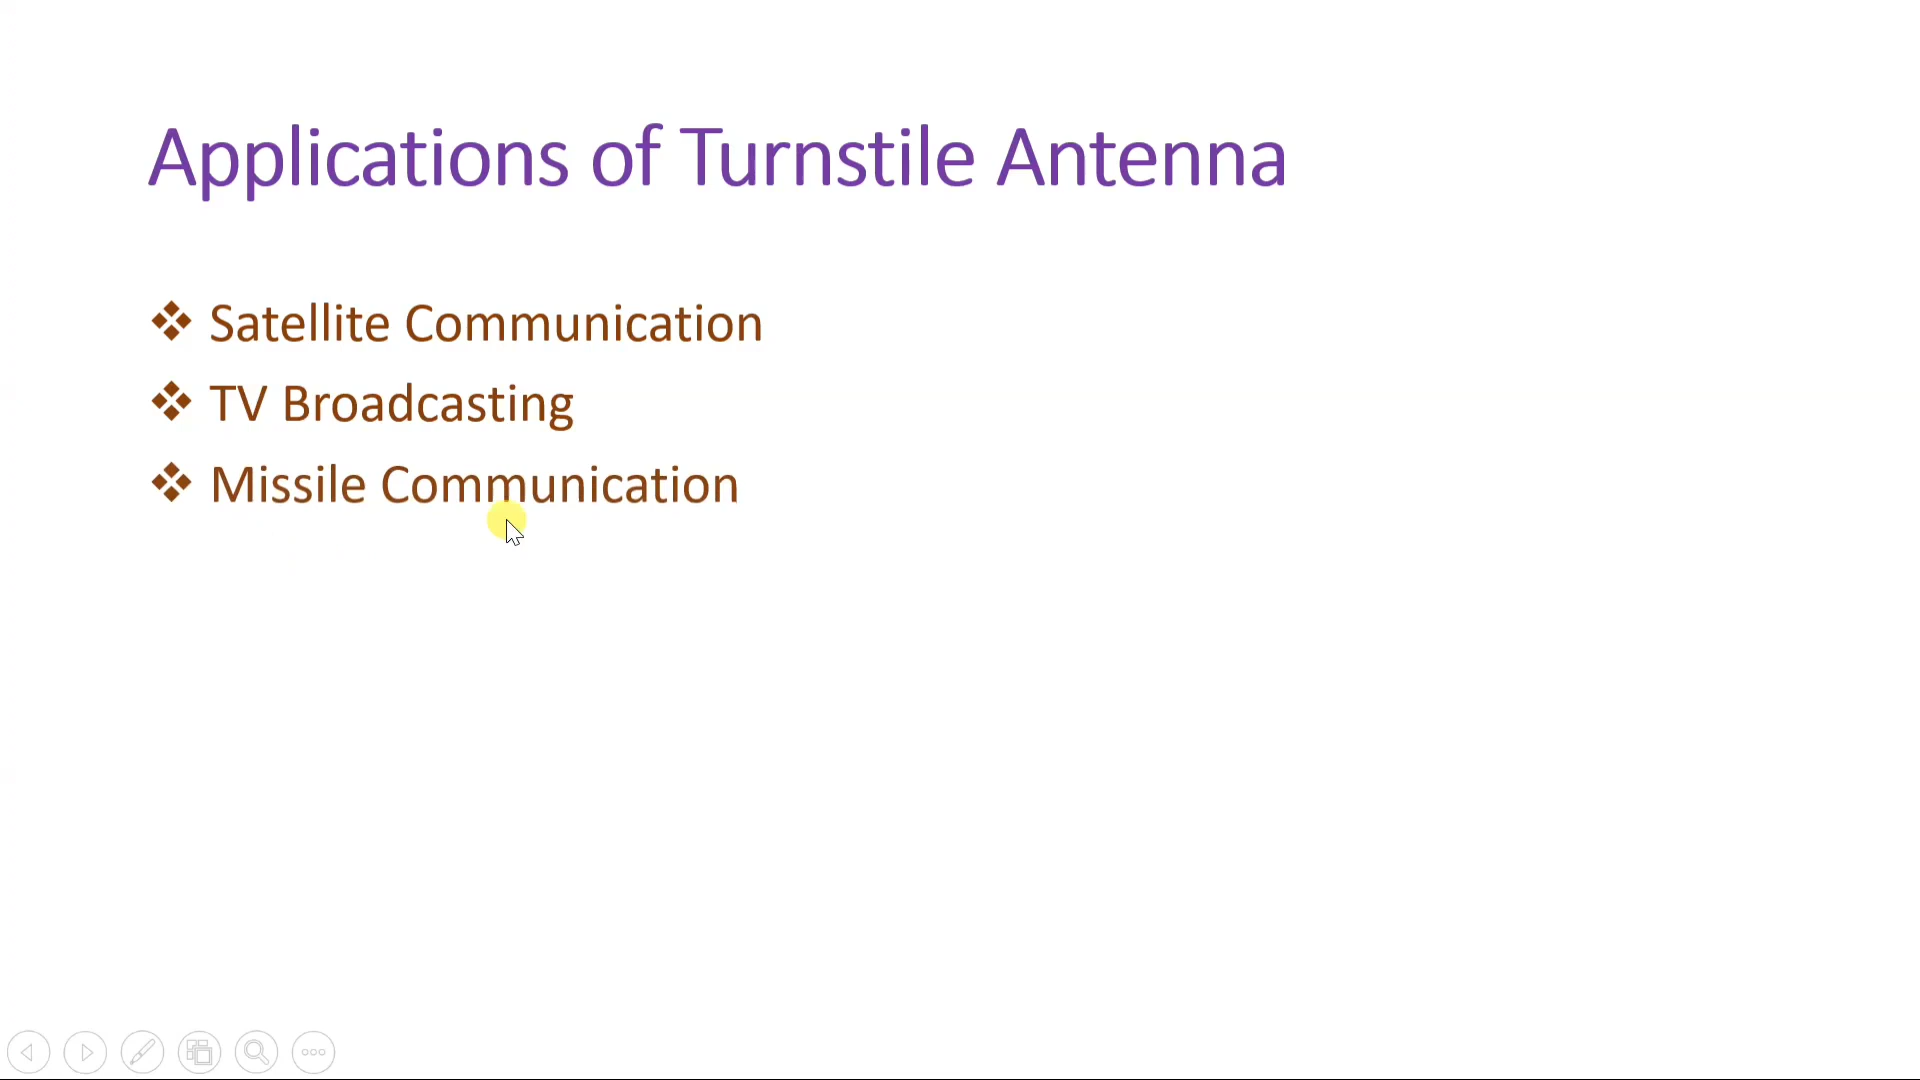 Applications of Turnstile Antenna
❖ Satellite Communication
❖ TV Broadcasting
❖ Missile Communication